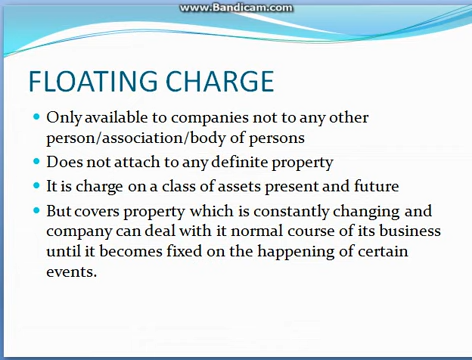 www.Bandicam.com
FLOATING CHARGE
• Only available to companies not to any other
person/association/body of persons
• Does not attach to any definite property
• It is charge on a class of assets present and future
• But covers property which is constantly changing and
company can deal with it normal course of its business
until it becomes fixed on the happening of certain
events.